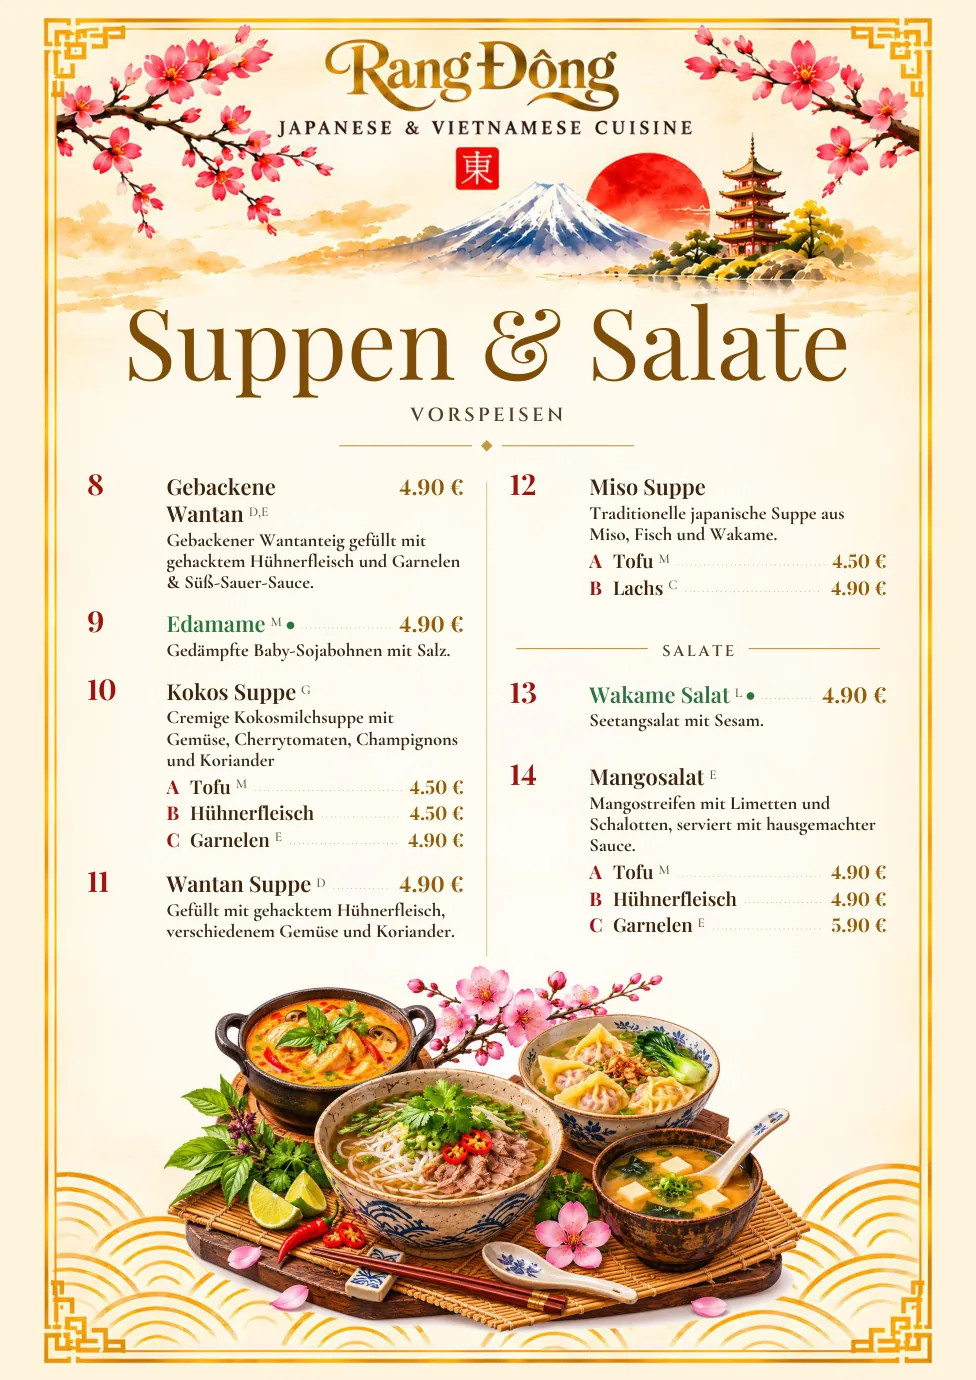 Rang Đông
JAPANESE & VIETNAMESE CUISINE
東
Suppen & Salate
VORSPEISEN
8 Gebackene 4.90 €
Wantan D,E
Gebackener Wantanteig gefüllt mit
gehacktem Hühnerfleisch und Garnelen
& Süß-Sauer-Sauce.
9 Edamame M ● 4.90 €
Gedämpfte Baby-Sojabohnen mit Salz.
10 Kokos Suppe G
Cremige Kokosmilchsuppe mit
Gemüse, Cherrytomaten, Champignons
und Koriander
A Tofu M 4.50 €
B Hühnerfleisch 4.50 €
C Garnelen E 4.90 €
11 Wantan Suppe D 4.90 €
Gefüllt mit gehacktem Hühnerfleisch,
verschiedenem Gemüse und Koriander.
12 Miso Suppe
Traditionelle japanische Suppe aus
Miso, Fisch und Wakame.
A Tofu M 4.50 €
B Lachs C 4.90 €
SALATE
13 Wakame Salat L ● 4.90 €
Seetangsalat mit Sesam.
14 Mangosalat E
Mangostreifen mit Limetten und
Schalotten, serviert mit hausgemachter
Sauce.
A Tofu M 4.90 €
B Hühnerfleisch 4.90 €
C Garnelen E 5.90 €